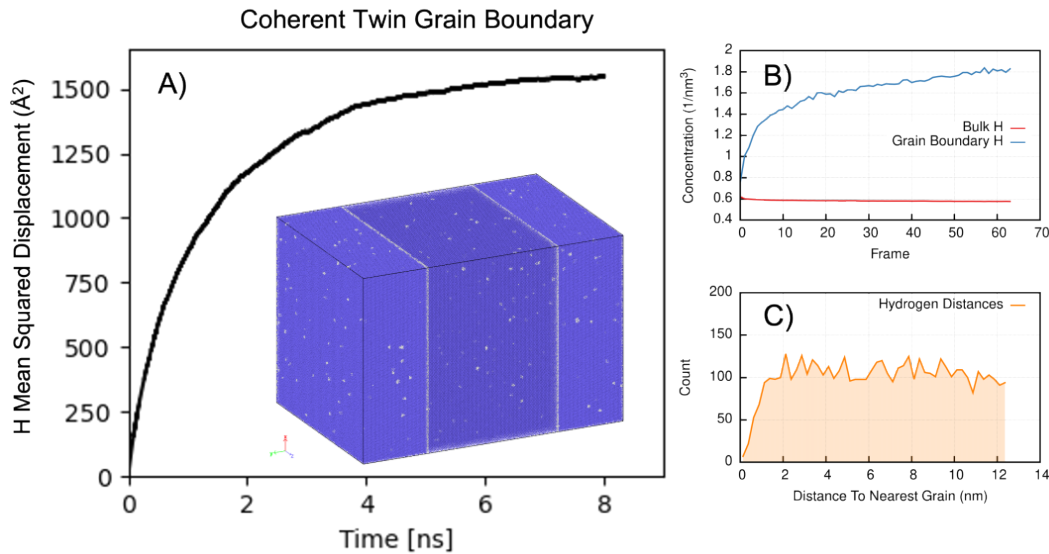 Coherent Twin Grain Boundary
A)
H Mean Squared Displacement (Å²)
1500
1250
1000
750
500
250
0
0 2 4 6 8
Time [ns]
B)
Concentration (1/nm³)
2
1.8
1.6
1.4
1.2
1
0.8
0.6
0.4
Bulk H
Grain Boundary H
0 10 20 30 40 50 60 70
Frame
C)
Hydrogen Distances
Count
200
150
100
50
0
0 2 4 6 8 10 12 14
Distance To Nearest Grain (nm)